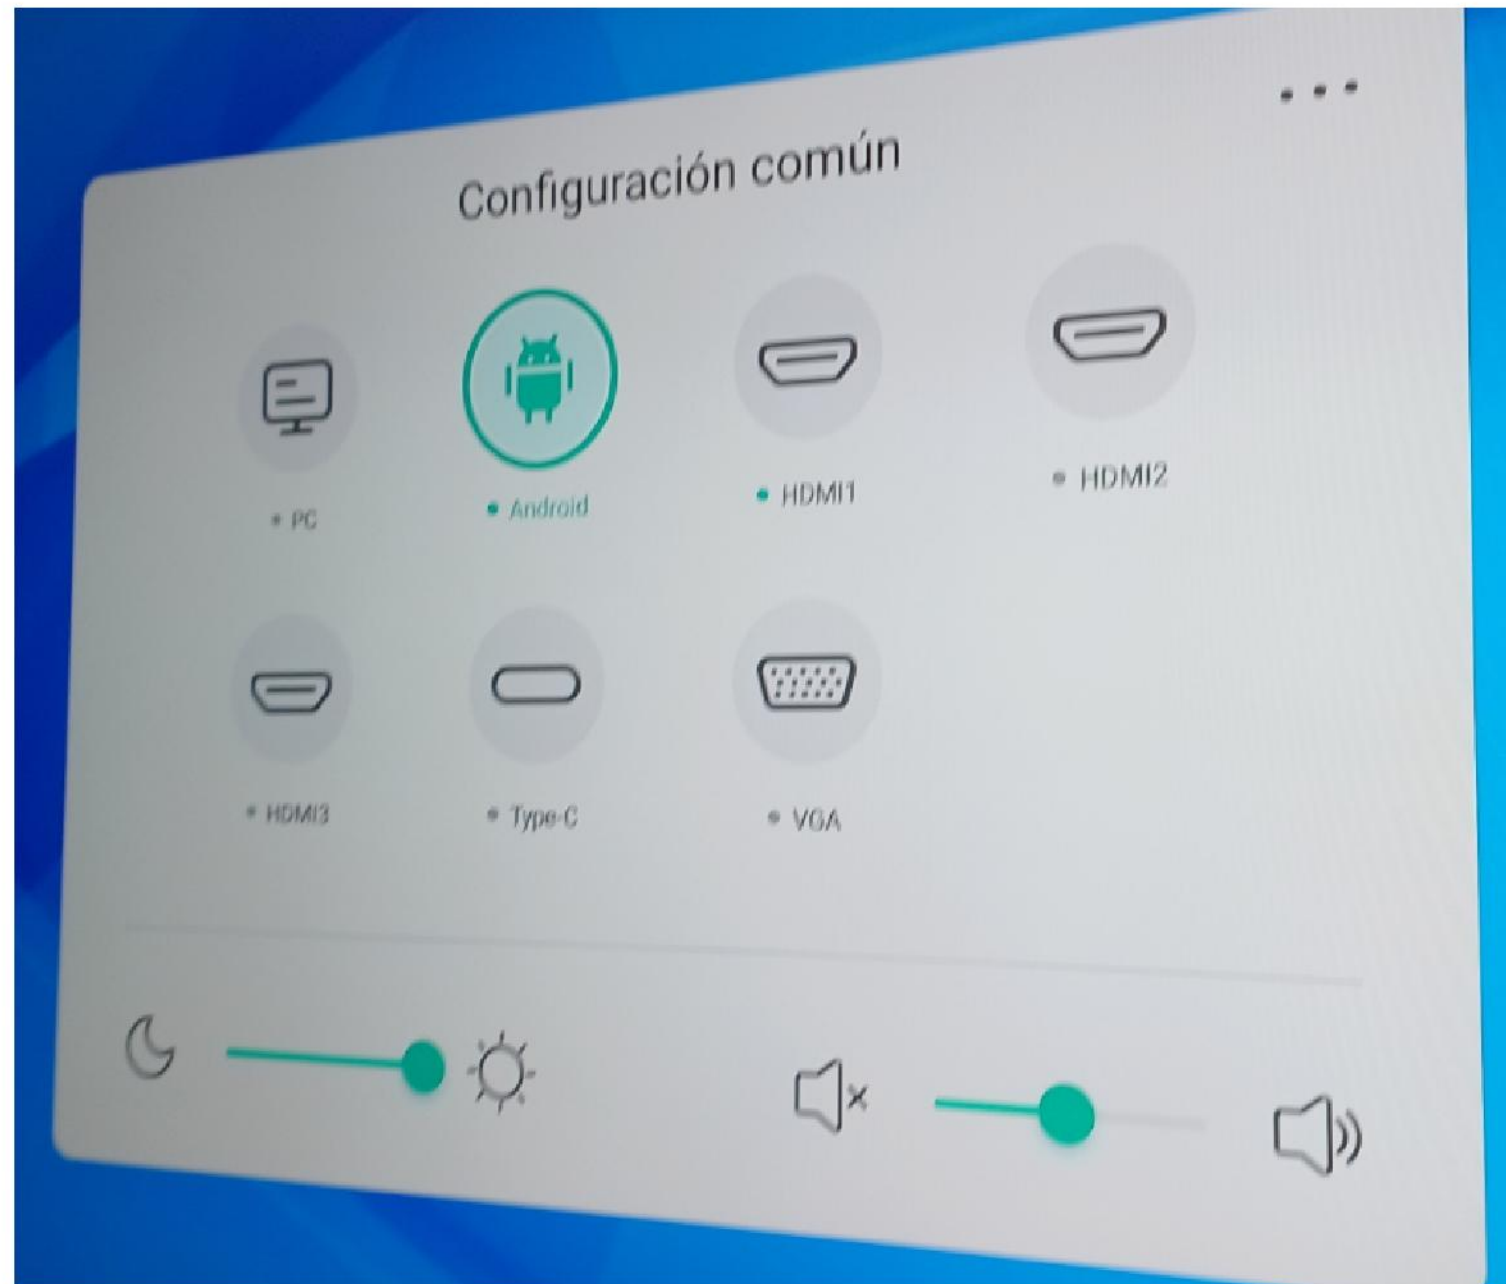 Configuración común
PC
Android
HDMI1
HDMI2
HDMI3
Type-C
VGA